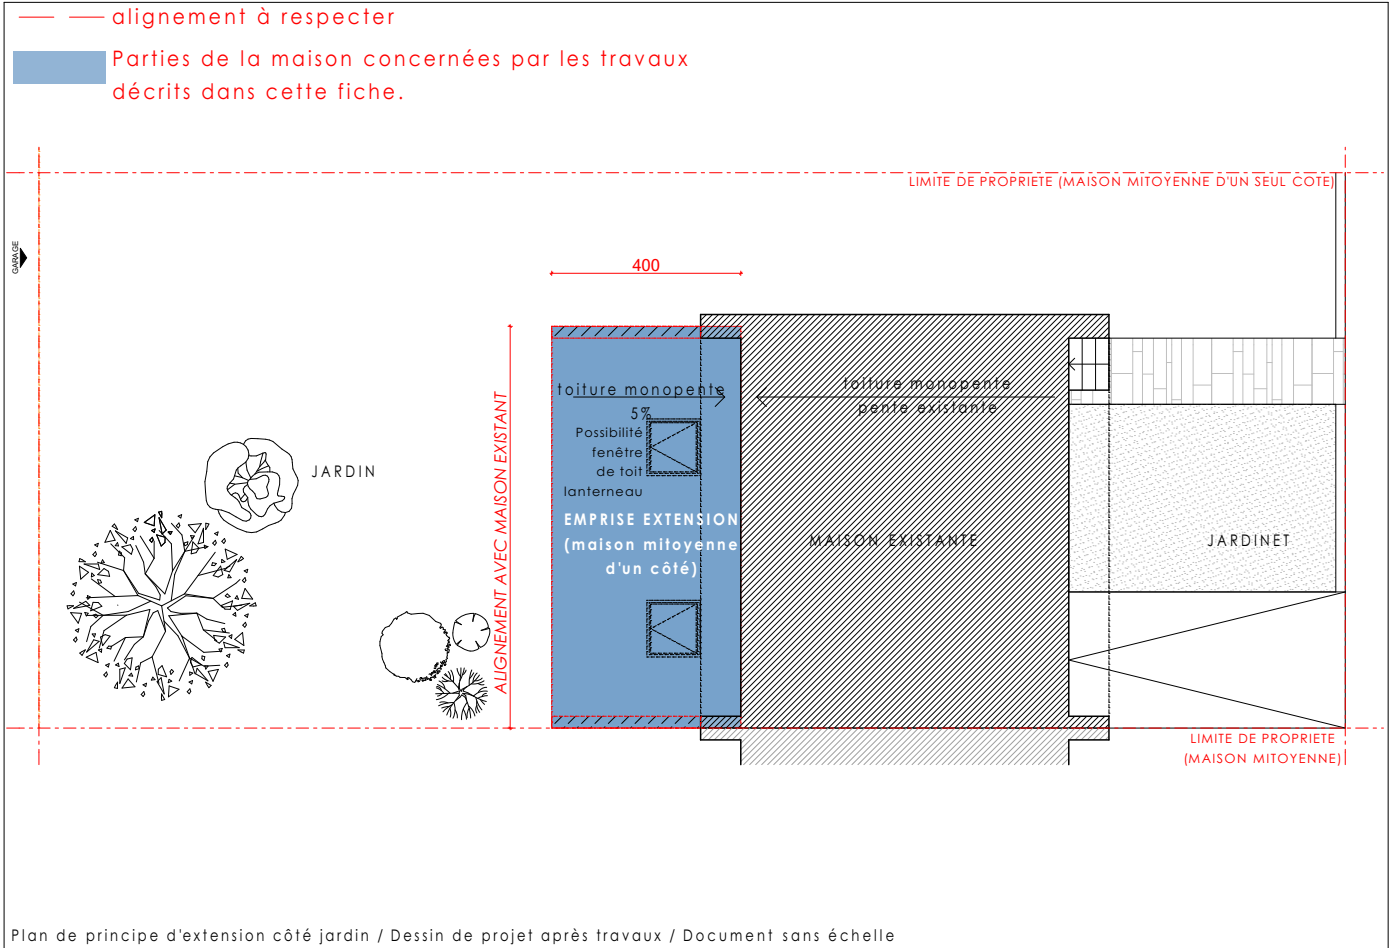 alignement à respecter
Parties de la maison concernées par les travaux
décrits dans cette fiche.
LIMITE DE PROPRIETE (MAISON MITOYENNE D'UN SEUL COTE)
GARAGE
400
ALIGNEMENT AVEC MAISON EXISTANT
toiture monopente
5%
Possibilité
fenêtre
de toit
lanterneau
EMPRISE EXTENSION
(maison mitoyenne
d'un côté)
toiture monopente
pente existante
MAISON EXISTANTE
JARDIN
JARDINET
LIMITE DE PROPRIETE
(MAISON MITOYENNE)
Plan de principe d'extension côté jardin / Dessin de projet après travaux / Document sans échelle